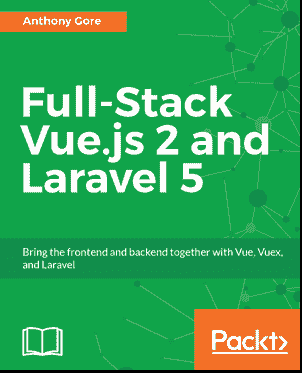 Anthony Gore
Full-Stack
Vue.js 2 and
Laravel 5
Bring the frontend and backend together with Vue, Vuex,
and Laravel
Packt>